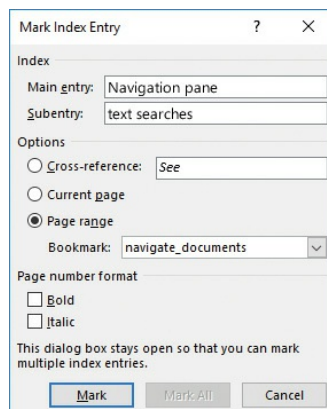 Mark Index Entry ? ×
Index
Main entry: Navigation pane
Subentry: text searches
Options
Cross-reference: See
Current page
Page range
Bookmark: navigate_documents
Page number format
Bold
Italic
This dialog box stays open so that you can mark
multiple index entries.
Mark Mark All Cancel